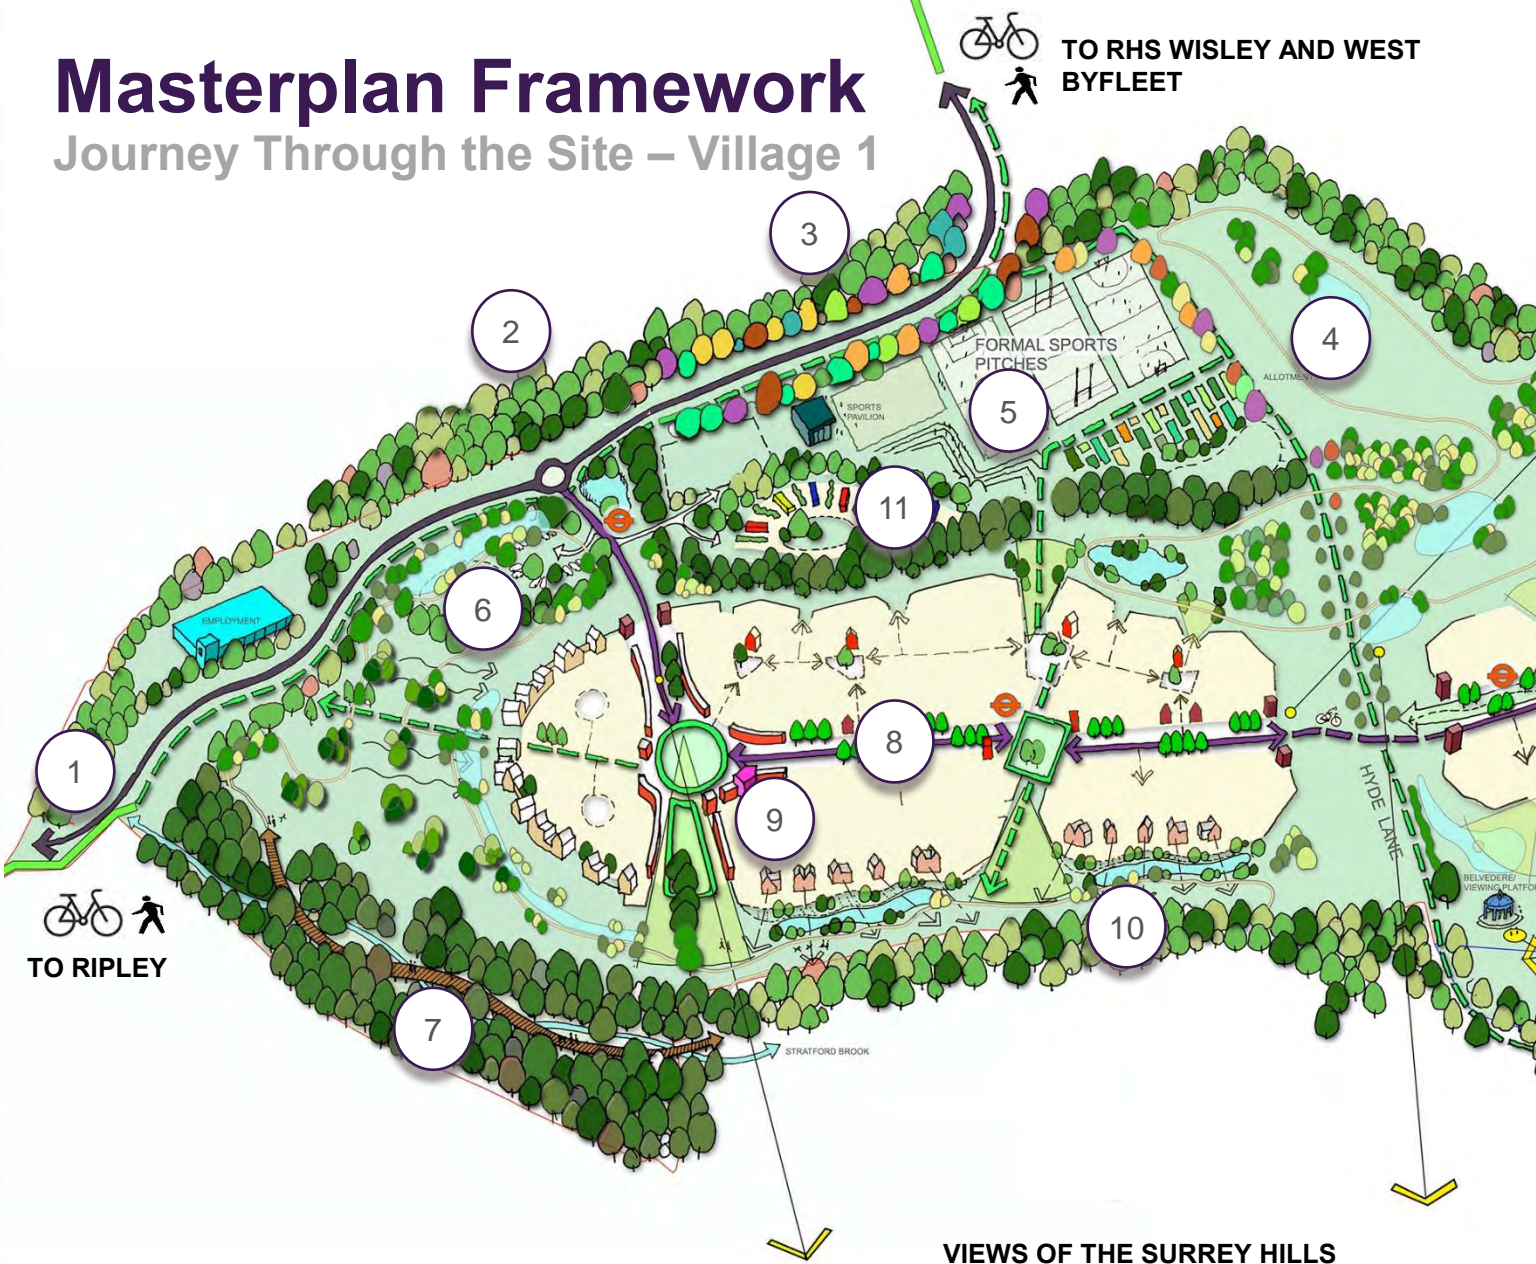 Masterplan Framework
Journey Through the Site – Village 1
TO RHS WISLEY AND WEST
BYFLEET
3
2
4
FORMAL SPORTS
PITCHES
5
SPORTS
PAVILION
11
6
EMPLOYMENT
1
8
9
HYDE LANE
BELVEDERE/
10
TO RIPLEY
7
STRATFORD BROOK
VIEWS OF THE SURREY HILLS